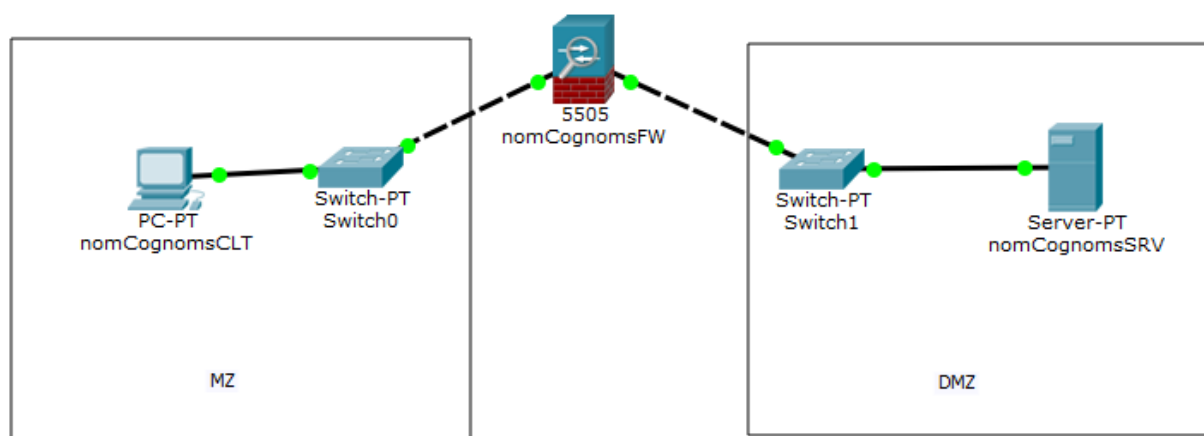 5505
nomCognomsFW
PC-PT
nomCognomsCLT
Switch-PT
Switch0
Switch-PT
Switch1
Server-PT
nomCognomsSRV
MZ
DMZ